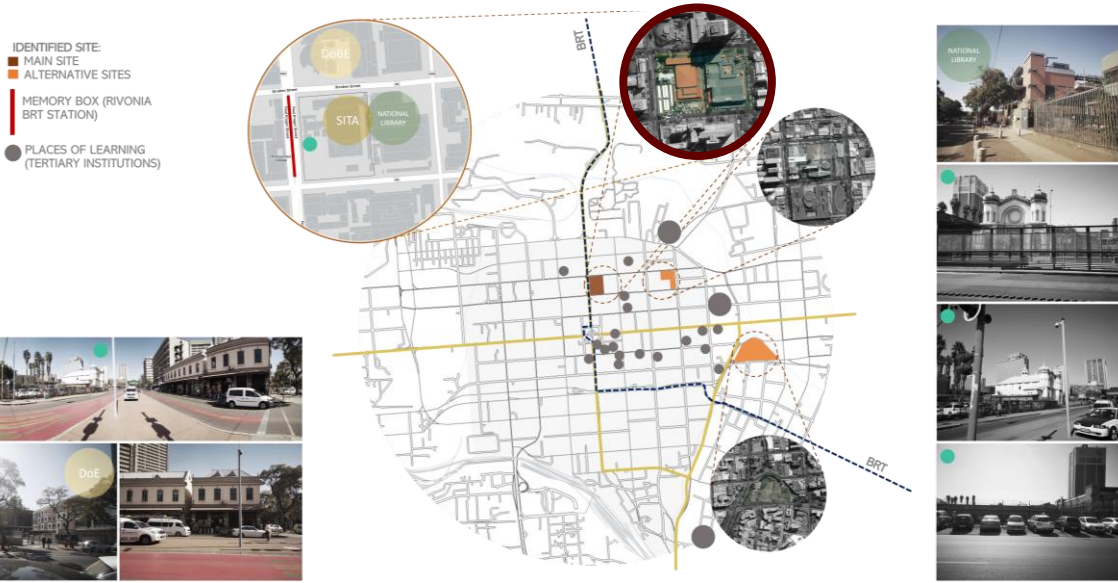 IDENTIFIED SITE:
MAIN SITE
ALTERNATIVE SITES
MEMORY BOX (RIVONIA
BRT STATION)
PLACES OF LEARNING
(TERTIARY INSTITUTIONS)
DoBE
SITA
NATIONAL
LIBRARY
BRT
BRT
NATIONAL
LIBRARY
DoE